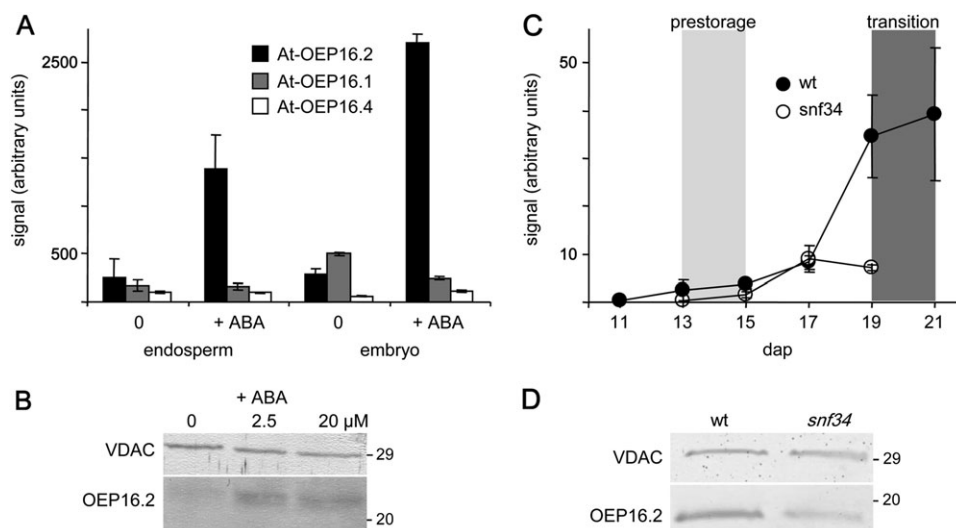 A
signal (arbitrary units)
2500
500
At-OEP16.2
At-OEP16.1
At-OEP16.4
0 + ABA 0 + ABA
endosperm embryo
C
prestorage transition
signal (arbitrary units)
50
10
wt
snf34
11 13 15 17 19 21
dap
B
+ ABA
0 2.5 20 µM
VDAC - 29
OEP16.2 - 20
D
wt snf34
VDAC - 29
OEP16.2 - 20